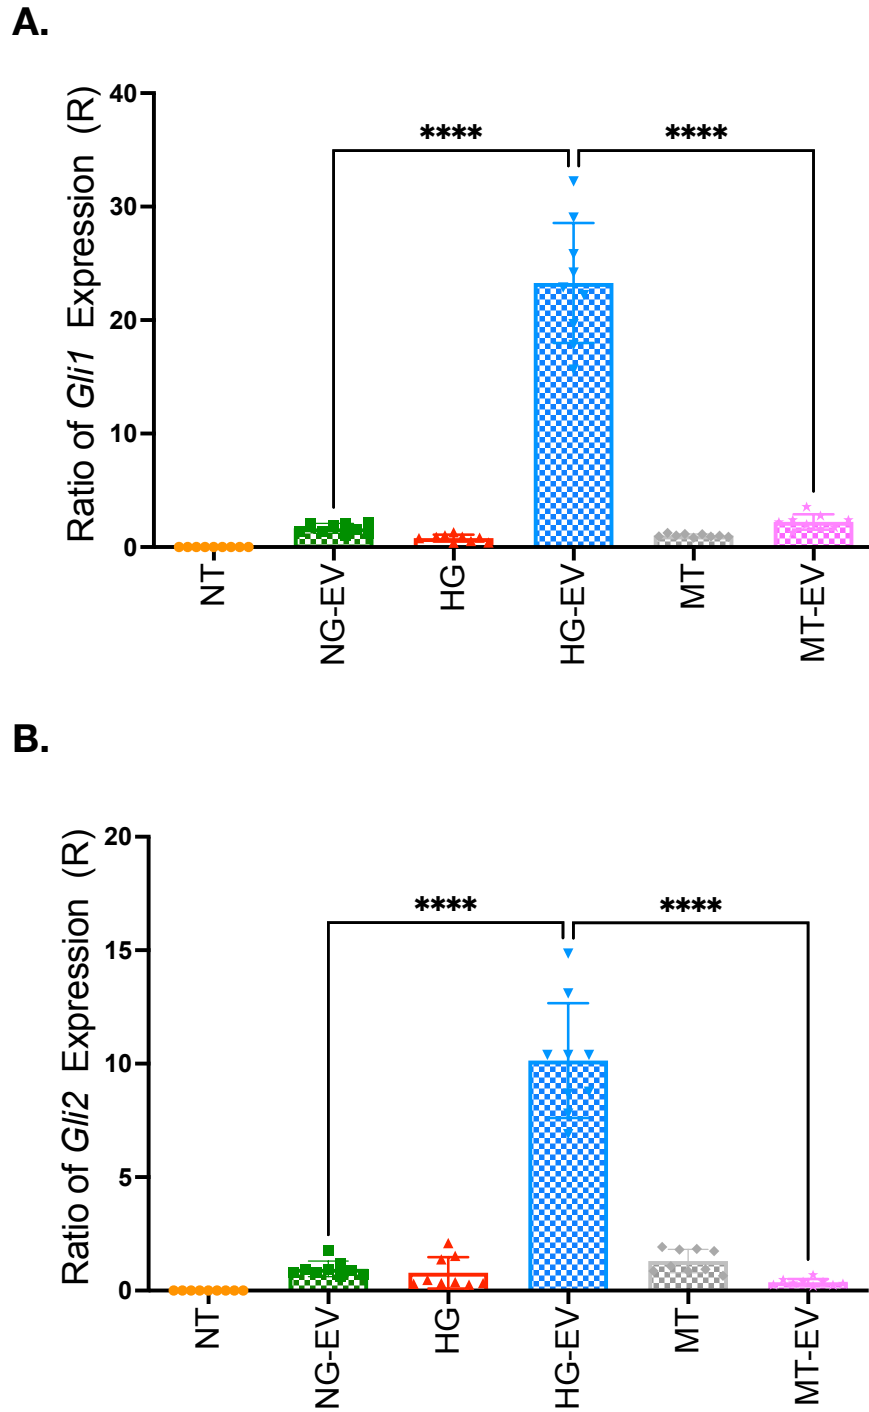 A.
Ratio of Gli1 Expression (R)
40
30
20
10
0
****
****
NT
NG-EV
HG
HG-EV
MT
MT-EV
B.
Ratio of Gli2 Expression (R)
20
15
10
5
0
****
****
NT
NG-EV
HG
HG-EV
MT
MT-EV